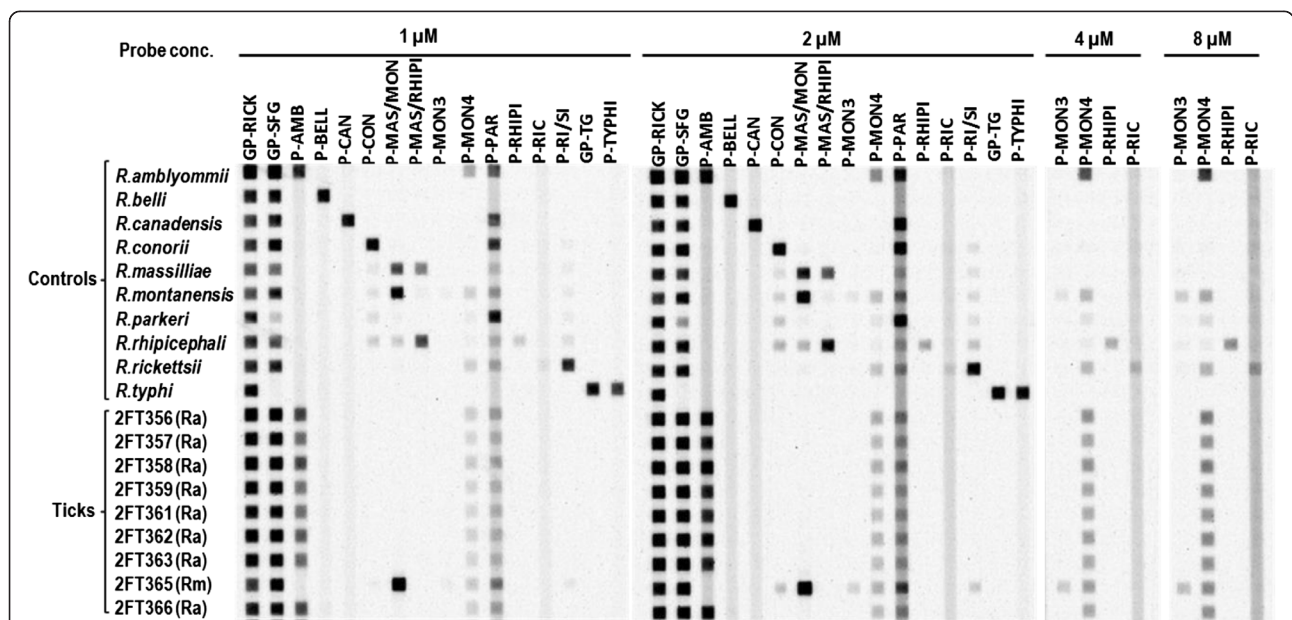 Probe conc.
1 μM
2 μM
4 μM
8 μM
GP-RICK
GP-SFG
P-AMB
P-BELL
P-CAN
P-CON
P-MAS/MON
P-MAS/RHIPI
P-MON3
P-MON4
P-PAR
P-RHIPI
P-RIC
P-RI/SI
GP-TG
P-TYPHI
GP-RICK
GP-SFG
P-AMB
P-BELL
P-CAN
P-CON
P-MAS/MON
P-MAS/RHIPI
P-MON3
P-MON4
P-PAR
P-RHIPI
P-RIC
P-RI/SI
GP-TG
P-TYPHI
P-MON3
P-MON4
P-RHIPI
P-RIC
P-MON3
P-MON4
P-RHIPI
P-RIC
Controls
R.amblyommii
R.belli
R.canadensis
R.conorii
R.massilliae
R.montanensis
R.parkeri
R.rhipicephali
R.rickettsii
R.typhi
Ticks
2FT356 (Ra)
2FT357 (Ra)
2FT358 (Ra)
2FT359 (Ra)
2FT361 (Ra)
2FT362 (Ra)
2FT363 (Ra)
2FT365 (Rm)
2FT366 (Ra)